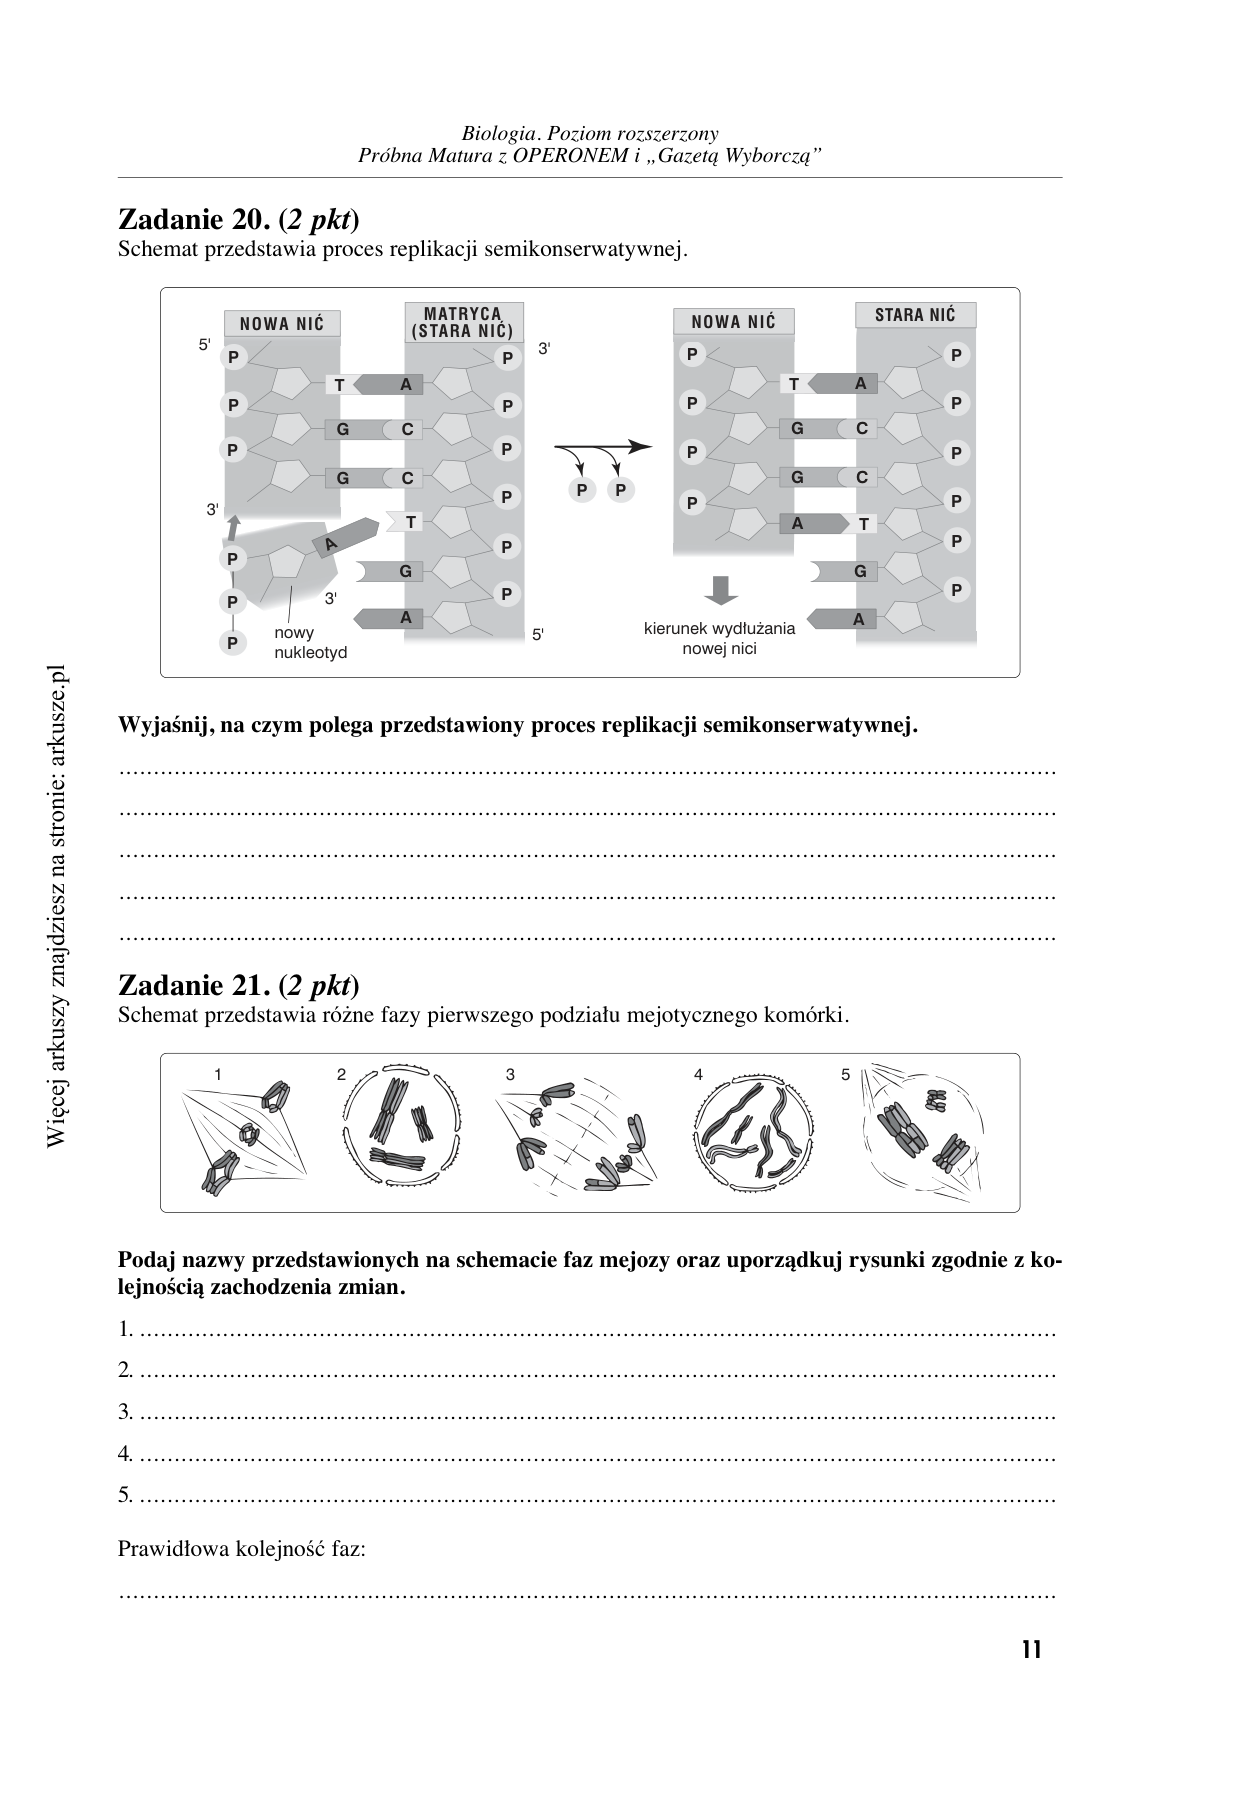 Biologia. Poziom rozszerzony
Próbna Matura z OPERONEM i „Gazetą Wyborczą”
Zadanie 20. (2 pkt)
Schemat przedstawia proces replikacji semikonserwatywnej.
NOWA NIĆ
MATRYCA
(STARA NIĆ)
5'
3'
P
P
P
P
P
P
P
P
P
T A
G C
G C
T
G
A
3'
A
P
P
P
3'
nowy
nukleotyd
5'
P P
NOWA NIĆ
STARA NIĆ
P
P
P
P
P
P
P
P
P
P
T A
G C
G C
A T
G
A
kierunek wydłużania
nowej nici
Wyjaśnij, na czym polega przedstawiony proces replikacji semikonserwatywnej.
Zadanie 21. (2 pkt)
Schemat przedstawia różne fazy pierwszego podziału mejotycznego komórki.
1 2 3 4 5
Podaj nazwy przedstawionych na schemacie faz mejozy oraz uporządkuj rysunki zgodnie z ko-
lejnością zachodzenia zmian.
1. ........................................................................
2. ........................................................................
3. ........................................................................
4. ........................................................................
5. ........................................................................
Prawidłowa kolejność faz:
11
Więcej arkuszy znajdziesz na stronie: arkusze.pl